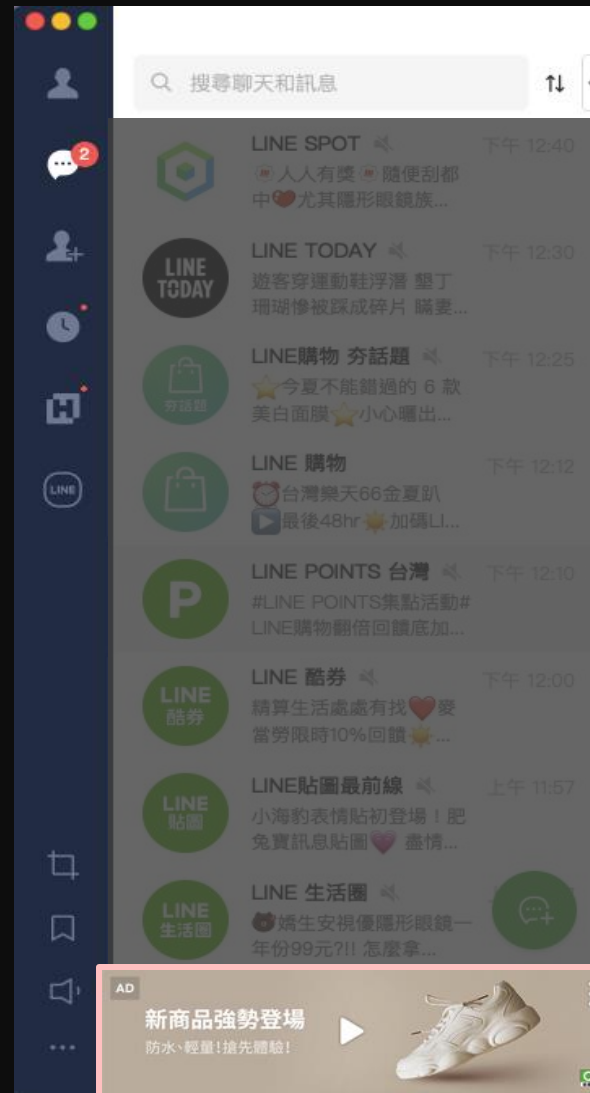 搜尋聊天和訊息
2
LINE SPOT
下午 12:40
人人有獎 隨便刮都
中❤️尤其隱形眼鏡族...
LINE TODAY
LINE TODAY
下午 12:30
遊客穿運動鞋浮潛 墾丁
珊瑚慘被踩成碎片 瞞妻...
LINE購物 夯話題
下午 12:25
夯話題
⭐今夏不能錯過的 6 款
美白面膜⭐小心曬出...
LINE 購物
下午 12:12
⏰台灣樂天66金夏趴
▶️最後48hr☀️加碼LI...
LINE
LINE POINTS 台灣
下午 12:10
P
#LINE POINTS集點活動#
LINE購物翻倍回饋底加...
LINE 酷券
下午 12:00
LINE
酷券
精算生活處處有找❤️麥
當勞限時10%回饋☀️...
LINE貼圖最前線
上午 11:57
LINE
貼圖
小海豹表情貼初登場！肥
兔寶訊息貼圖💗 盡情...
LINE 生活圈
LINE
生活圈
嬌生安視優隱形眼鏡一
年份99元?!! 怎麼拿...
AD
新商品強勢登場
防水、輕量!搶先體驗!